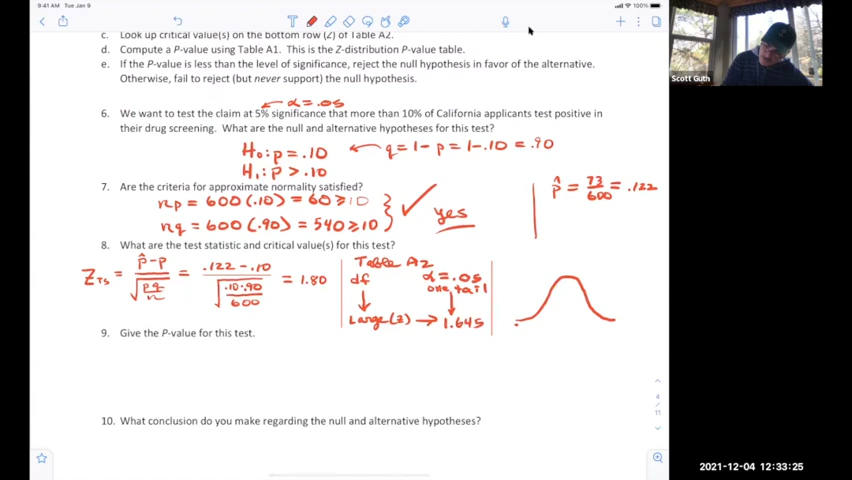 9:41 AM Tue Jan 9
100%
c. Look up critical value(s) on the bottom row (Z) of Table A2.
d. Compute a P-value using Table A1. This is the Z-distribution P-value table.
e. If the P-value is less than the level of significance, reject the null hypothesis in favor of the alternative.
Otherwise, fail to reject (but never support) the null hypothesis.
α = .05
6. We want to test the claim at 5% significance that more than 10% of California applicants test positive in
their drug screening. What are the null and alternative hypotheses for this test?
H₀: p = .10 ← q = 1 - p = 1 - .10 = .90
H₁: p > .10
7. Are the criteria for approximate normality satisfied?
np = 600(.10) = 60 ≥ 10
nq = 600(.90) = 540 ≥ 10
yes
p̂ = 73/600 = .122
8. What are the test statistic and critical value(s) for this test?
Z_TS = (p̂ - p)/√(pq/n) = (.122 - .10)/√(.10·.90/600) = 1.80
Table A2
df α = .05
one tail
Large (z) → 1.645
9. Give the P-value for this test.
10. What conclusion do you make regarding the null and alternative hypotheses?
4
/
11
Scott Guth
2021-12-04 12:33:25